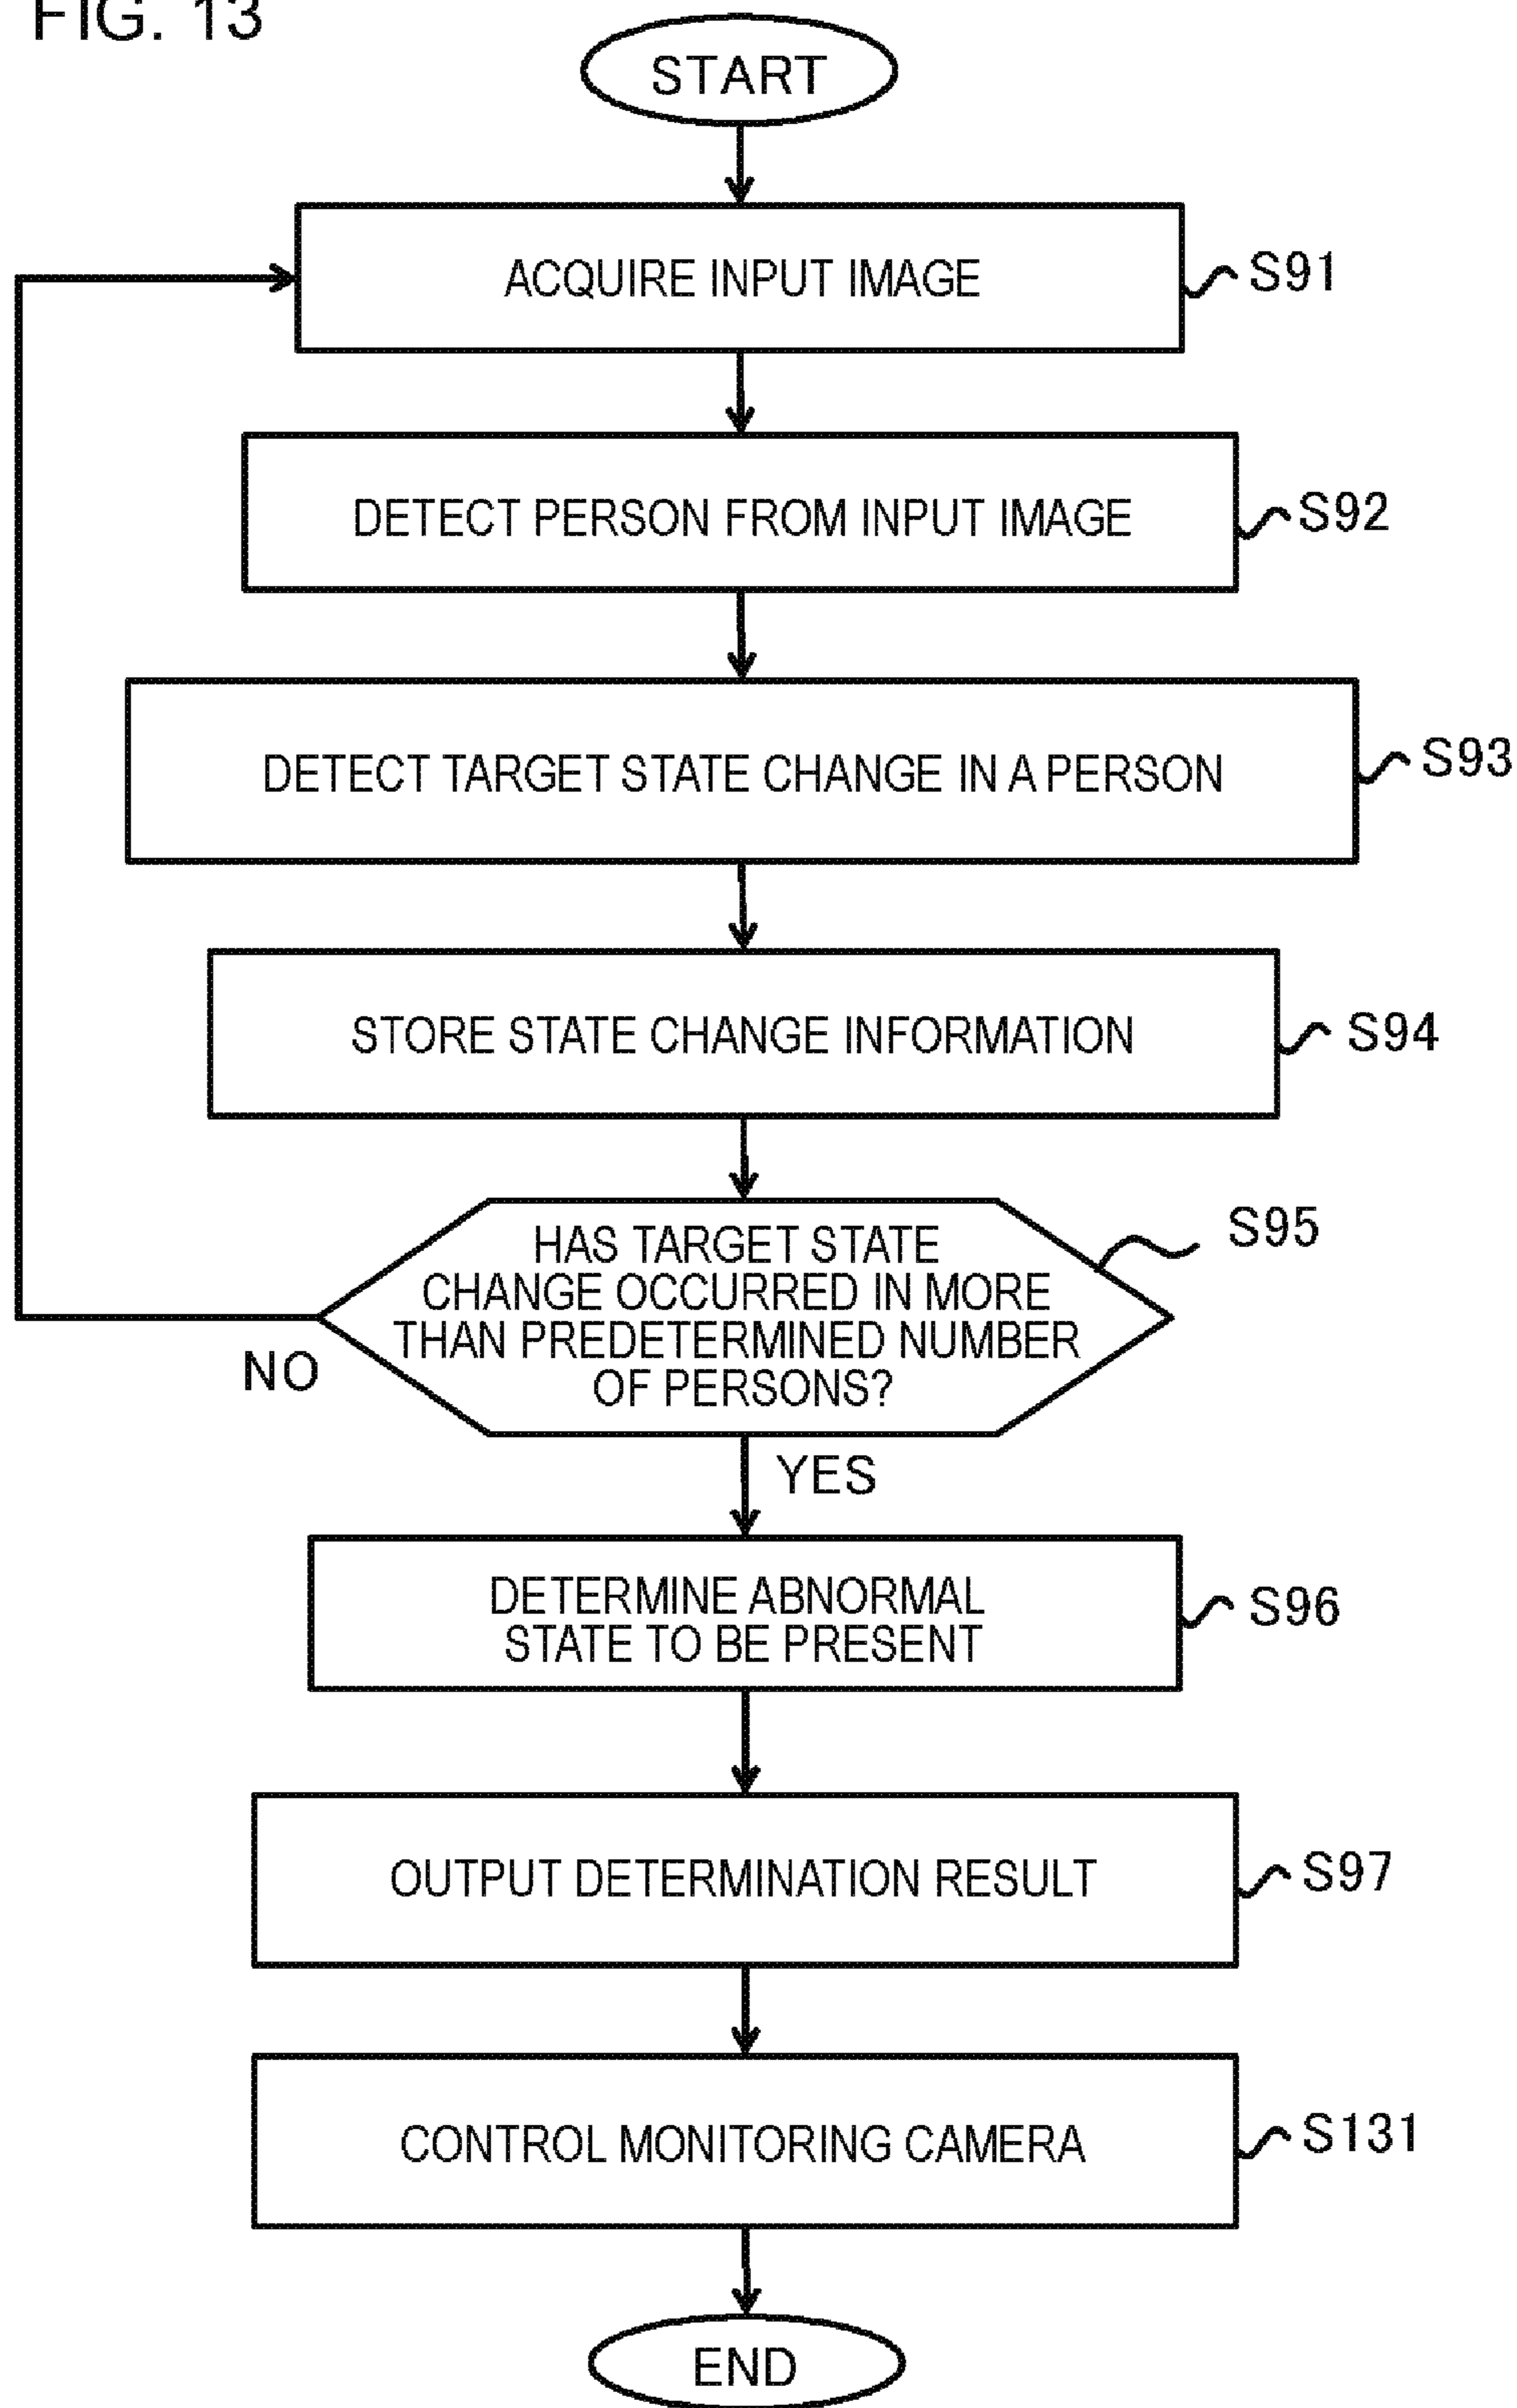 FIG. 13
START
ACQUIRE INPUT IMAGE
S91
DETECT PERSON FROM INPUT IMAGE
S92
DETECT TARGET STATE CHANGE IN A PERSON
S93
STORE STATE CHANGE INFORMATION
S94
HAS TARGET STATE
CHANGE OCCURRED IN MORE
THAN PREDETERMINED NUMBER
OF PERSONS?
S95
NO
YES
DETERMINE ABNORMAL
STATE TO BE PRESENT
S96
OUTPUT DETERMINATION RESULT
S97
CONTROL MONITORING CAMERA
S131
END